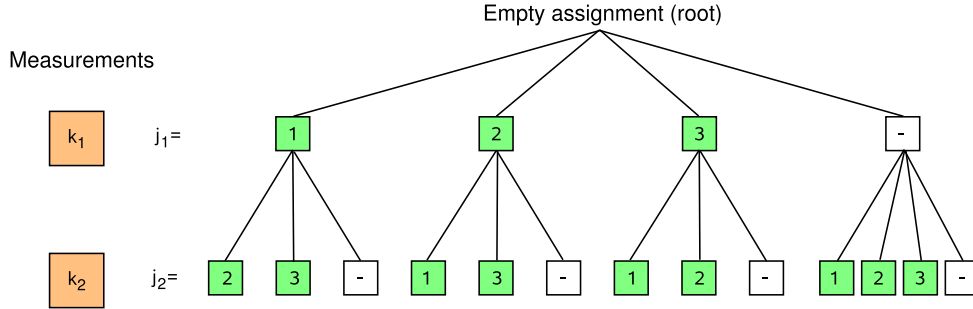 Empty assignment (root)
Measurements
k1 j1= 1 2 3 -
k2 j2= 2 3 - 1 3 - 1 2 - 1 2 3 -